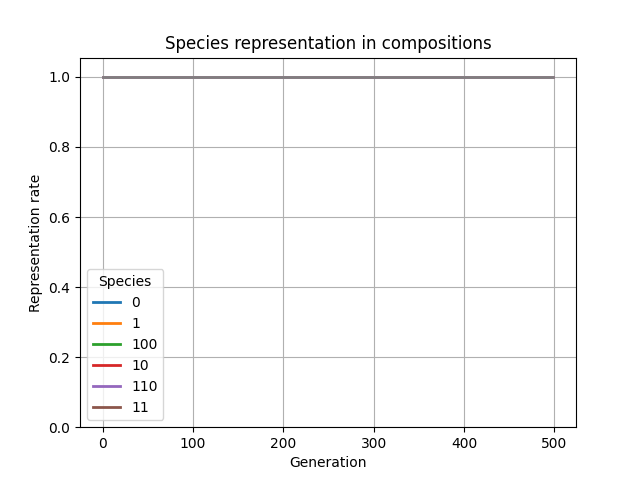 Species representation in compositions
Representation rate
1.0
0.8
0.6
0.4
0.2
0.0
Species
0
1
100
10
110
11
0 100 200 300 400 500
Generation